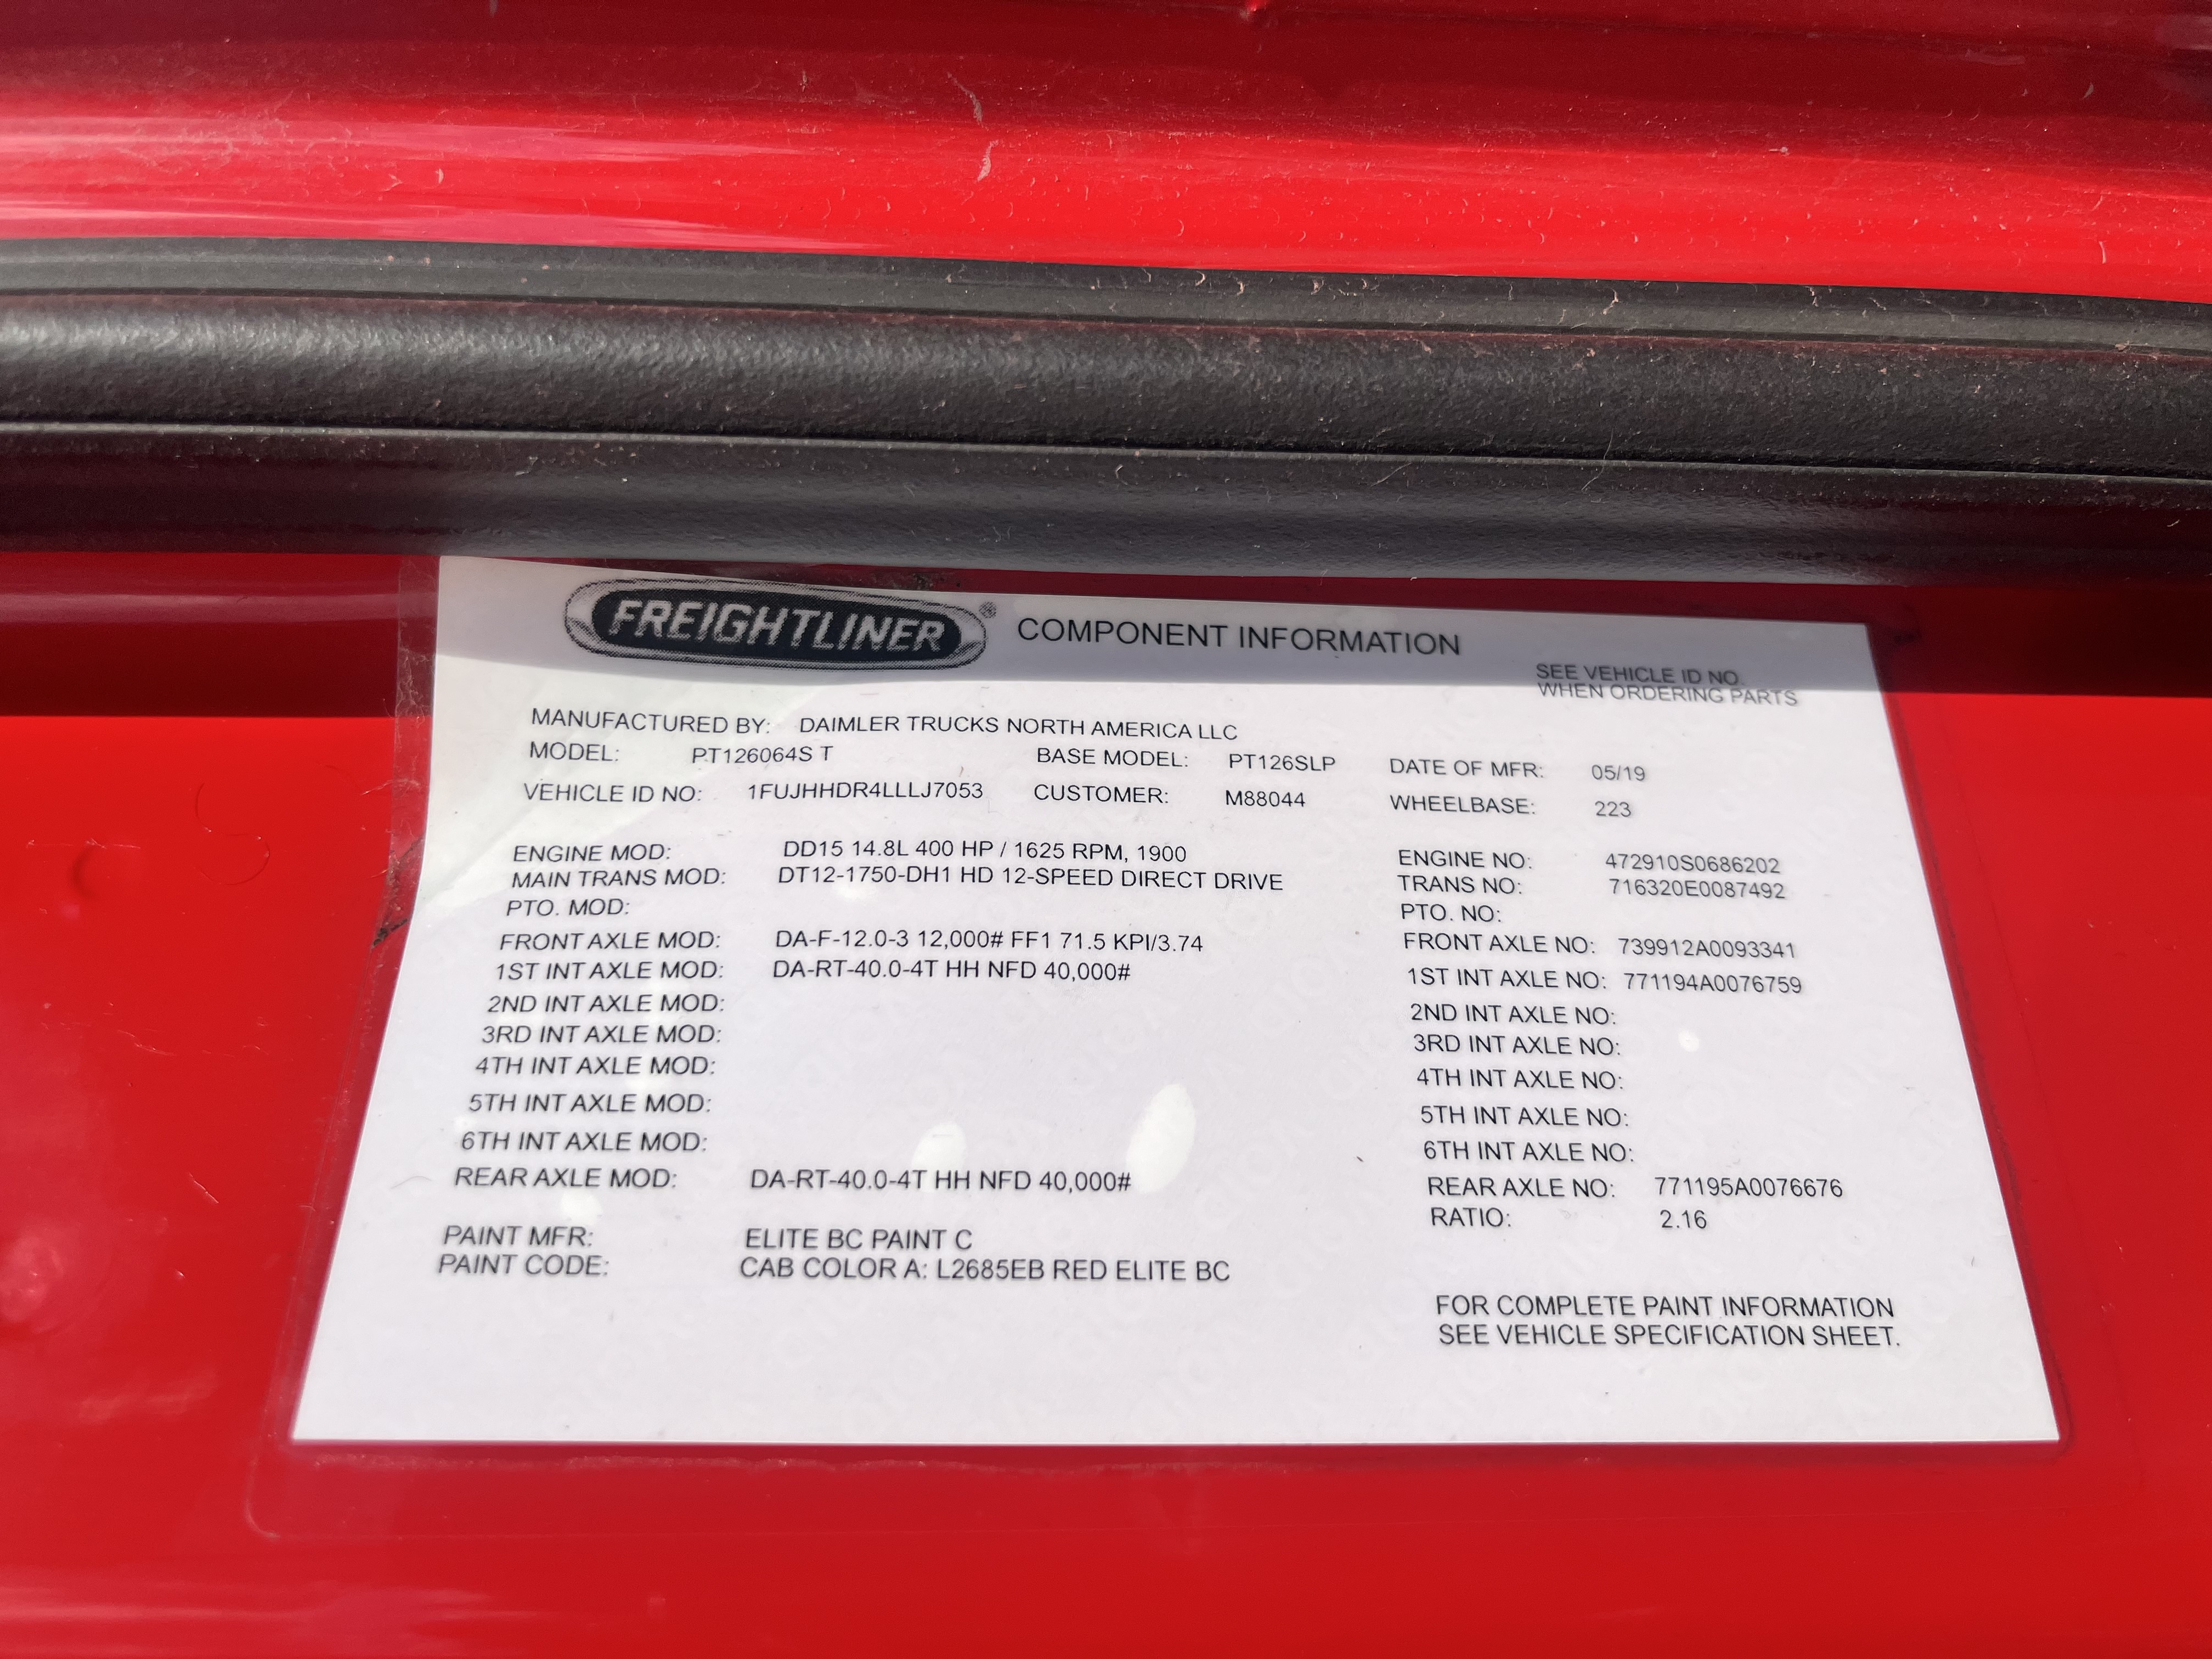 FREIGHTLINER® COMPONENT INFORMATION
SEE VEHICLE ID NO.
WHEN ORDERING PARTS
MANUFACTURED BY: DAIMLER TRUCKS NORTH AMERICA LLC
MODEL: PT126064S T BASE MODEL: PT126SLP DATE OF MFR: 05/19
VEHICLE ID NO: 1FUJHHDR4LLLJ7053 CUSTOMER: M88044 WHEELBASE: 223
ENGINE MOD: DD15 14.8L 400 HP / 1625 RPM, 1900 ENGINE NO: 472910S0686202
MAIN TRANS MOD: DT12-1750-DH1 HD 12-SPEED DIRECT DRIVE TRANS NO: 716320E0087492
PTO. MOD: PTO. NO:
FRONT AXLE MOD: DA-F-12.0-3 12,000# FF1 71.5 KPI/3.74 FRONT AXLE NO: 739912A0093341
1ST INT AXLE MOD: DA-RT-40.0-4T HH NFD 40,000# 1ST INT AXLE NO: 771194A0076759
2ND INT AXLE MOD: 2ND INT AXLE NO:
3RD INT AXLE MOD: 3RD INT AXLE NO:
4TH INT AXLE MOD: 4TH INT AXLE NO:
5TH INT AXLE MOD: 5TH INT AXLE NO:
6TH INT AXLE MOD: 6TH INT AXLE NO:
REAR AXLE MOD: DA-RT-40.0-4T HH NFD 40,000# REAR AXLE NO: 771195A0076676
RATIO: 2.16
PAINT MFR: ELITE BC PAINT C
PAINT CODE: CAB COLOR A: L2685EB RED ELITE BC
FOR COMPLETE PAINT INFORMATION
SEE VEHICLE SPECIFICATION SHEET.